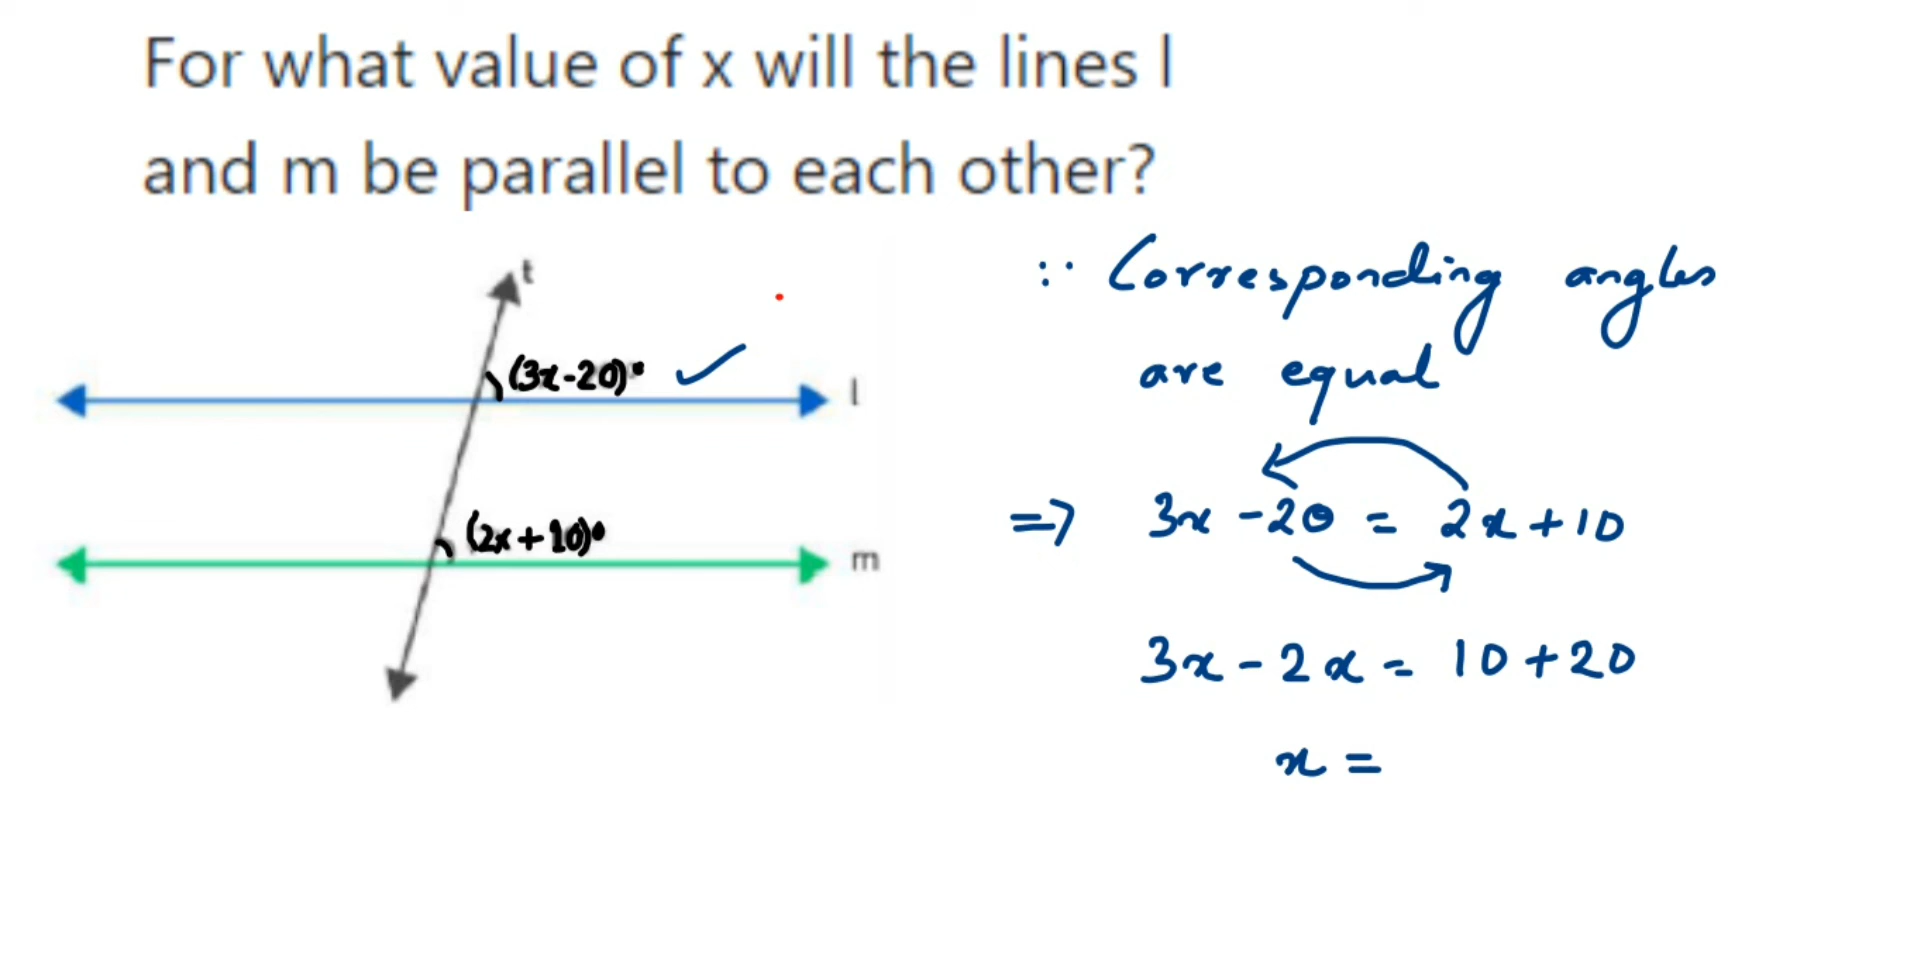 For what value of x will the lines l
and m be parallel to each other?
t
(3x-20)°
l
(2x+10)°
m
∵ Corresponding angles
are equal
=> 3x -20 = 2x+10
3x - 2x = 10+20
x =